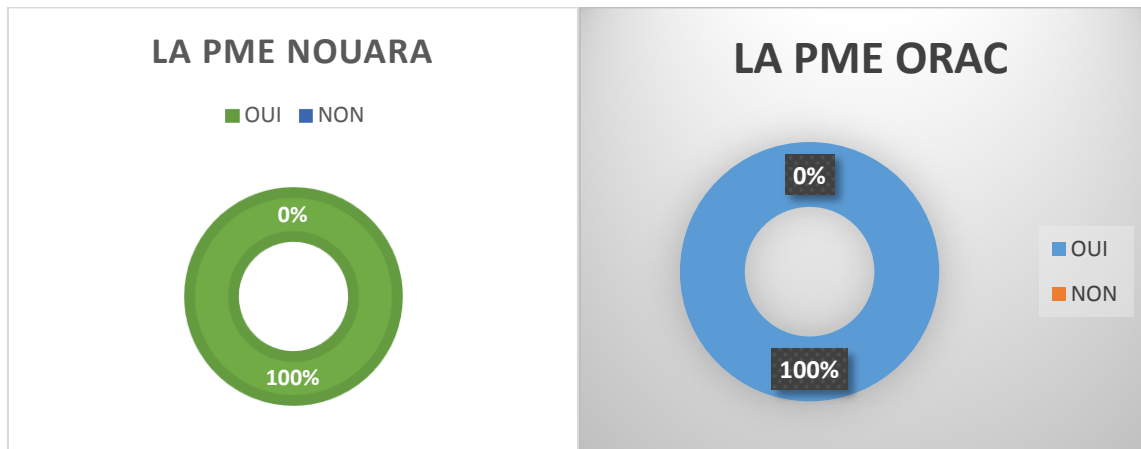 LA PME NOUARA
OUI NON
0%
100%
LA PME ORAC
0%
100%
OUI
NON